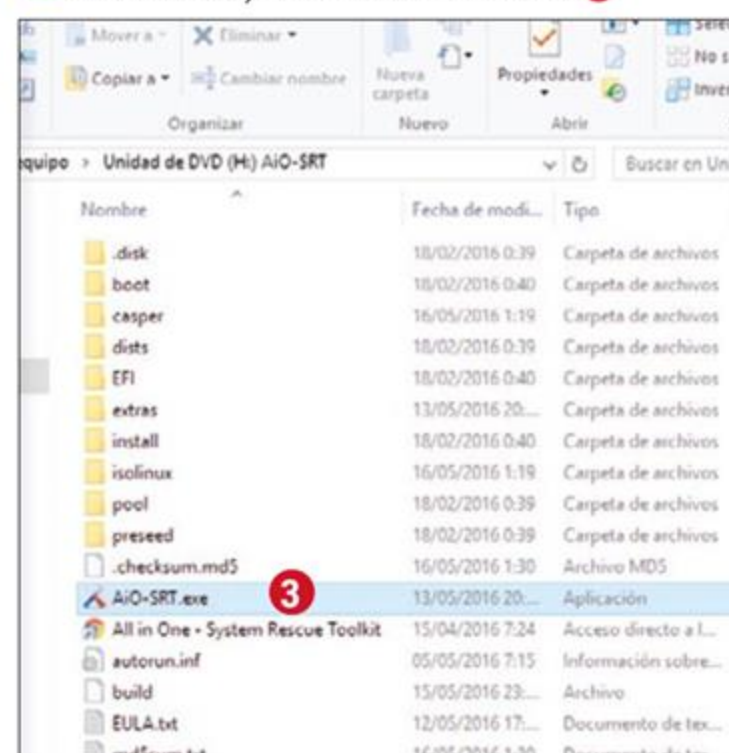 Mover a
Eliminar
Copiar a
Cambiar nombre
Nueva carpeta
Propiedades
No s
Inver
Organizar
Nuevo
Abrir
equipo > Unidad de DVD (H:) AiO-SRT
Buscar en Un
Nombre
Fecha de modi...
Tipo
.disk 18/02/2016 0:39 Carpeta de archivos
boot 18/02/2016 0:40 Carpeta de archivos
casper 16/05/2016 1:19 Carpeta de archivos
dists 18/02/2016 0:39 Carpeta de archivos
EFI 18/02/2016 0:40 Carpeta de archivos
extras 13/05/2016 20:... Carpeta de archivos
install 18/02/2016 0:40 Carpeta de archivos
isolinux 16/05/2016 1:19 Carpeta de archivos
pool 18/02/2016 0:39 Carpeta de archivos
preseed 18/02/2016 0:39 Carpeta de archivos
.checksum.md5 16/05/2016 1:30 Archivo MD5
AiO-SRT.exe 3 13/05/2016 20:... Aplicación
All in One - System Rescue Toolkit 15/04/2016 7:24 Acceso directo a I...
autorun.inf 05/05/2016 7:15 Información sobre...
build 15/05/2016 23:... Archivo
EULA.txt 12/05/2016 17:... Documento de tex...